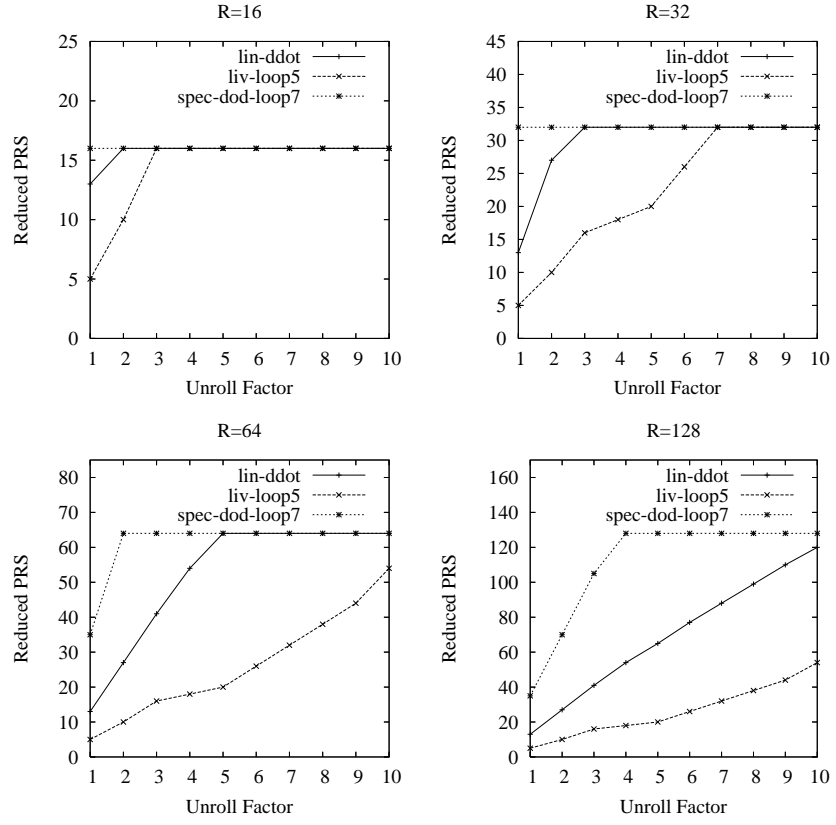 R=16
25
20
15
10
5
0
Reduced PRS
lin-ddot
liv-loop5
spec-dod-loop7
1 2 3 4 5 6 7 8 9 10
Unroll Factor
R=32
45
40
35
30
25
20
15
10
5
0
Reduced PRS
lin-ddot
liv-loop5
spec-dod-loop7
1 2 3 4 5 6 7 8 9 10
Unroll Factor
R=64
80
70
60
50
40
30
20
10
0
Reduced PRS
lin-ddot
liv-loop5
spec-dod-loop7
1 2 3 4 5 6 7 8 9 10
Unroll Factor
R=128
160
140
120
100
80
60
40
20
0
Reduced PRS
lin-ddot
liv-loop5
spec-dod-loop7
1 2 3 4 5 6 7 8 9 10
Unroll Factor